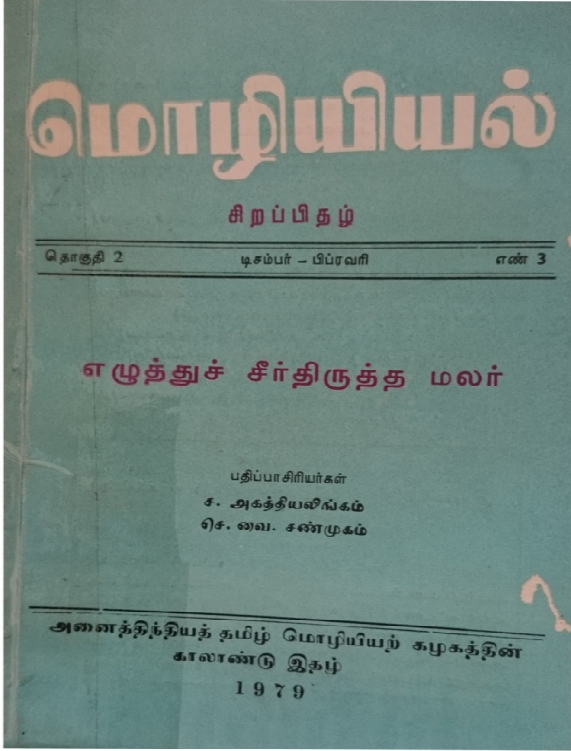 மொழியியல்
சிறப்பிதழ்
தொகுதி 2 டிசம்பர் – பிப்ரவரி எண் 3
எழுத்துச் சீர்திருத்த மலர்
பதிப்பாசிரியர்கள்
ச. அகத்தியலிங்கம்
செ. வை. சண்முகம்
அனைத்திந்தியத் தமிழ் மொழியியற் கழகத்தின்
காலாண்டு இதழ்
1979